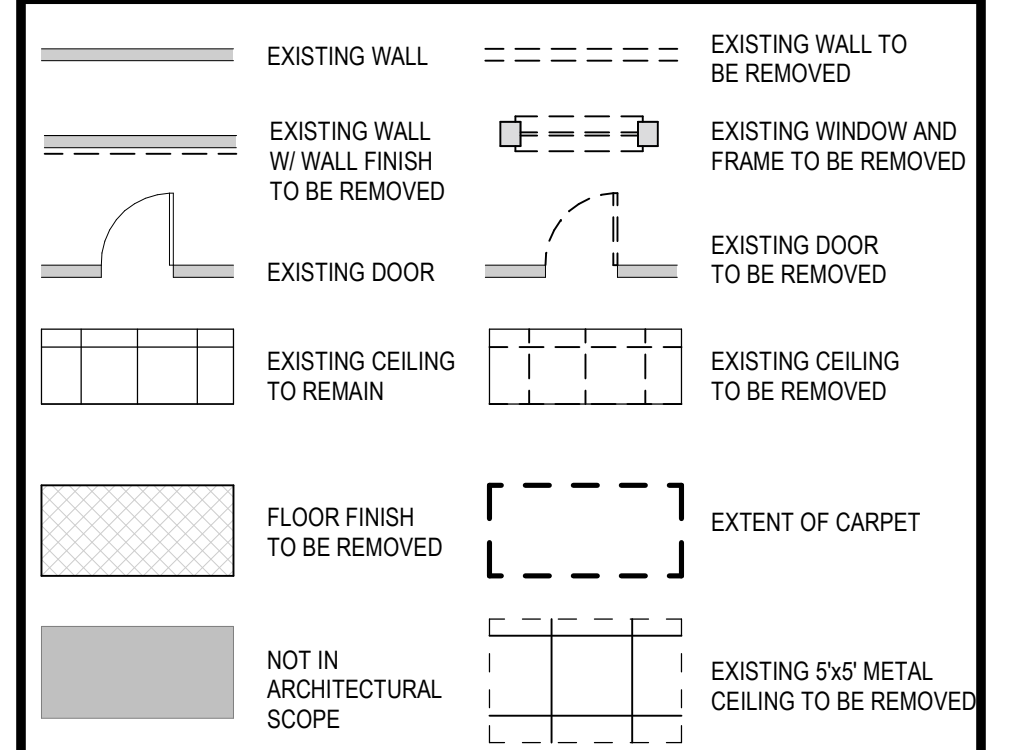 EXISTING WALL
EXISTING WALL TO
BE REMOVED
EXISTING WALL
W/ WALL FINISH
TO BE REMOVED
EXISTING WINDOW AND
FRAME TO BE REMOVED
EXISTING DOOR
EXISTING DOOR
TO BE REMOVED
EXISTING CEILING
TO REMAIN
EXISTING CEILING
TO BE REMOVED
FLOOR FINISH
TO BE REMOVED
EXTENT OF CARPET
NOT IN
ARCHITECTURAL
SCOPE
EXISTING 5'x5' METAL
CEILING TO BE REMOVED